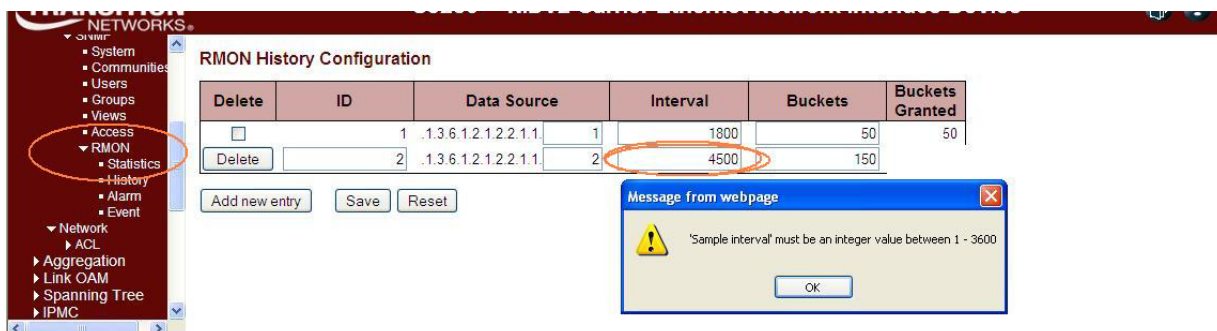 NETWORKS®
SNMP
System
Communities
Users
Groups
Views
Access
RMON
Statistics
History
Alarm
Event
Network
ACL
Aggregation
Link OAM
Spanning Tree
IPMC
RMON History Configuration
Delete ID Data Source Interval Buckets Buckets Granted
1 .1.3.6.1.2.1.2.2.1.1. 1 1800 50 50
Delete 2 .1.3.6.1.2.1.2.2.1.1. 2 4500 150
Add new entry Save Reset
Message from webpage
'Sample interval' must be an integer value between 1 - 3600
OK